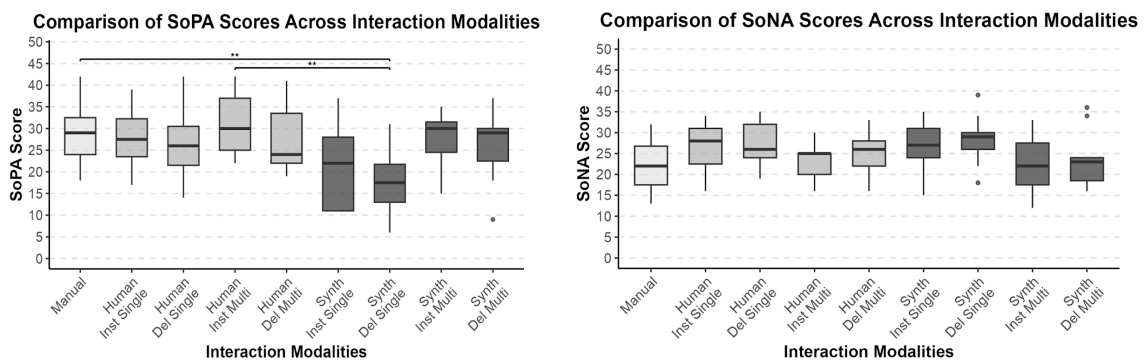 Comparison of SoPA Scores Across Interaction Modalities
SoPA Score
50
45
40
35
30
25
20
15
10
5
0
**
**
Manual
Human
Inst Single
Human
Del Single
Human
Inst Multi
Human
Del Multi
Synth
Inst Single
Synth
Del Single
Synth
Inst Multi
Synth
Del Multi
Interaction Modalities
Comparison of SoNA Scores Across Interaction Modalities
SoNA Score
50
45
40
35
30
25
20
15
10
5
0
Manual
Human
Inst Single
Human
Del Single
Human
Inst Multi
Human
Del Multi
Synth
Inst Single
Synth
Del Single
Synth
Inst Multi
Synth
Del Multi
Interaction Modalities